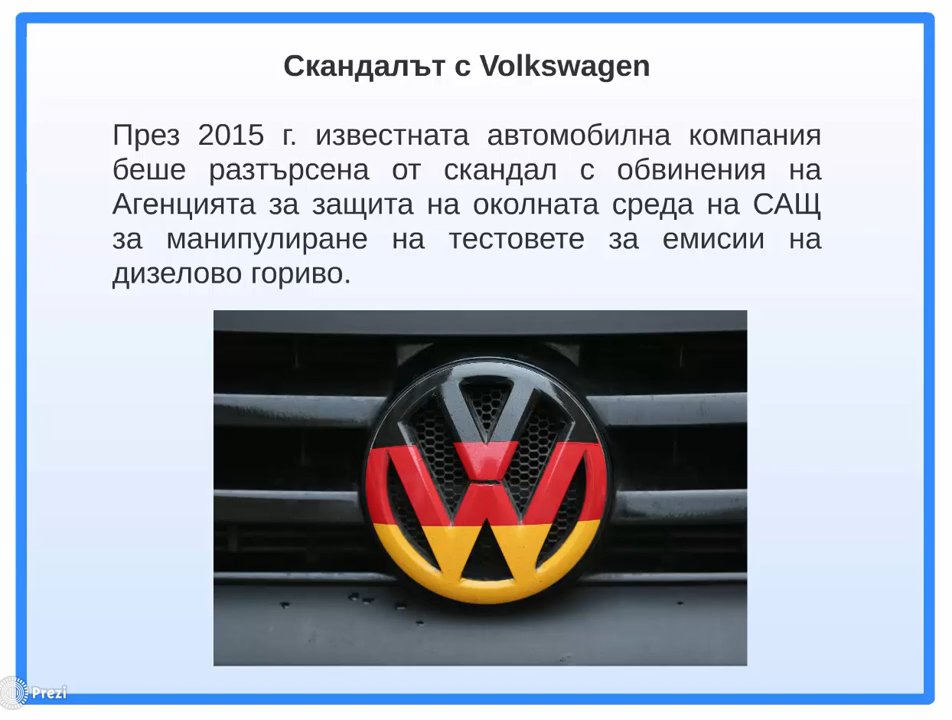 Скандалът с Volkswagen
През 2015 г. известната автомобилна компания
беше разтърсена от скандал с обвинения на
Агенцията за защита на околната среда на САЩ
за манипулиране на тестовете за емисии на
дизелово гориво.
Prezi